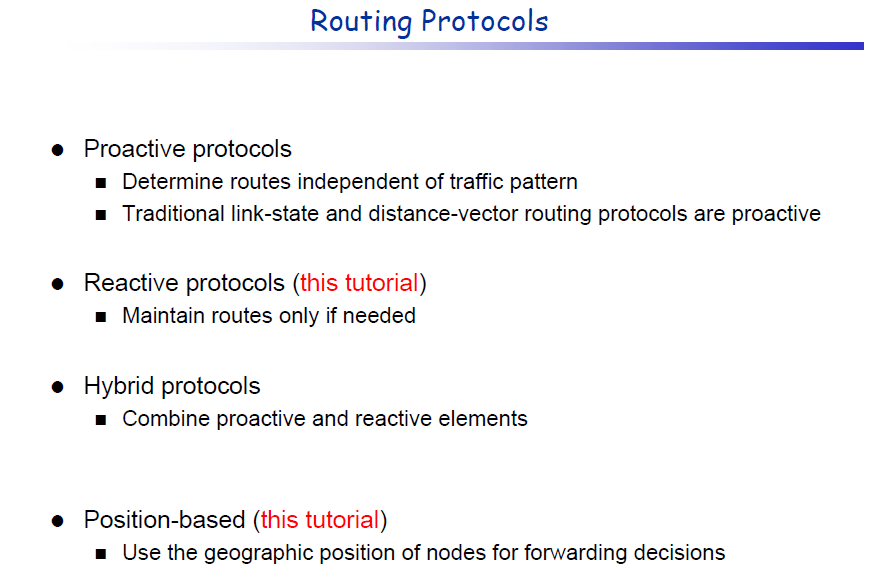 Routing Protocols
Proactive protocols
Determine routes independent of traffic pattern
Traditional link-state and distance-vector routing protocols are proactive
Reactive protocols (this tutorial)
Maintain routes only if needed
Hybrid protocols
Combine proactive and reactive elements
Position-based (this tutorial)
Use the geographic position of nodes for forwarding decisions